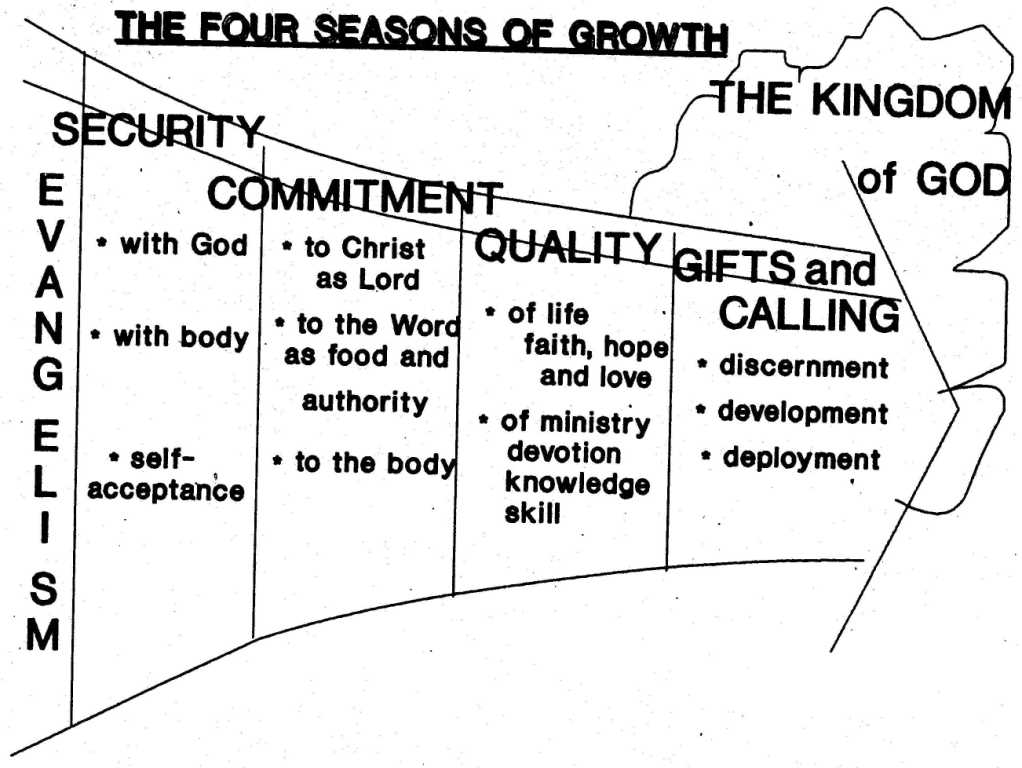 THE FOUR SEASONS OF GROWTH
THE KINGDOM
of GOD
EVANGELISM
SECURITY
* with God
* with body
* self-
acceptance
COMMITMENT
* to Christ
as Lord
* to the Word
as food and
authority
* to the body
QUALITY
* of life
faith, hope
and love
* of ministry
devotion
knowledge
skill
GIFTS and
CALLING
* discernment
* development
* deployment